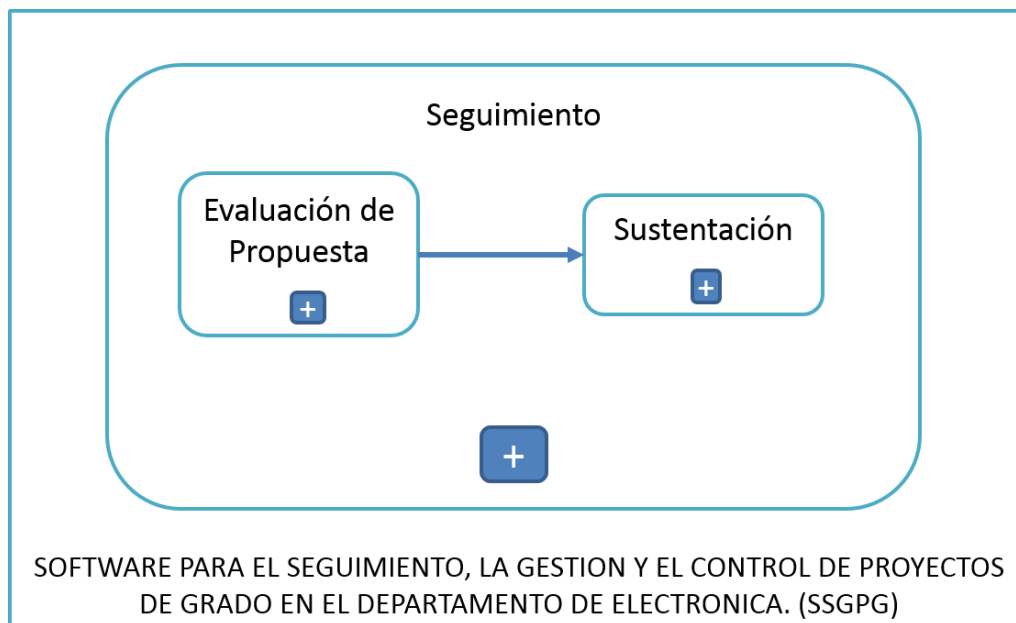 Seguimiento
Evaluación de
Propuesta
+
Sustentación
+
+
SOFTWARE PARA EL SEGUIMIENTO, LA GESTION Y EL CONTROL DE PROYECTOS
DE GRADO EN EL DEPARTAMENTO DE ELECTRONICA. (SSGPG)